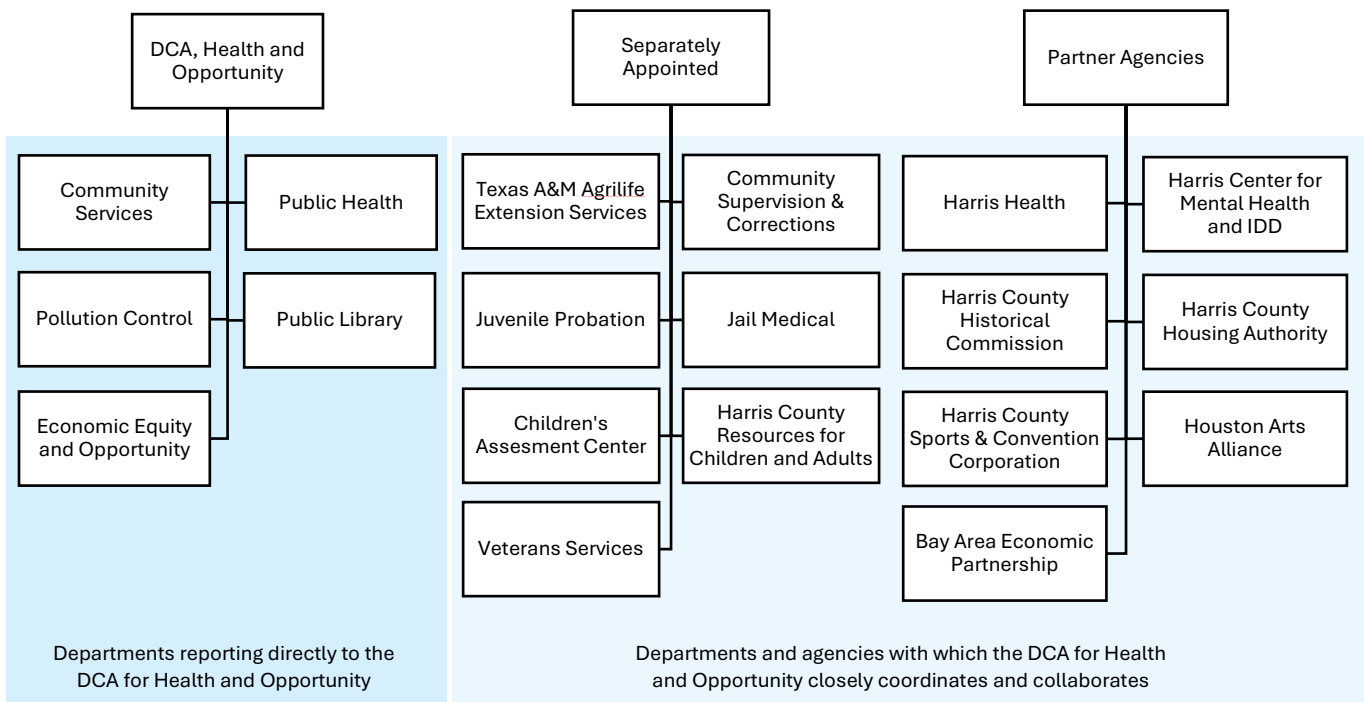 DCA, Health and
Opportunity
Separately
Appointed
Partner Agencies
Community
Services
Public Health
Pollution Control
Public Library
Economic Equity
and Opportunity
Departments reporting directly to the
DCA for Health and Opportunity
Texas A&M Agrilife
Extension Services
Community
Supervision &
Corrections
Juvenile Probation
Jail Medical
Children's
Assesment Center
Harris County
Resources for
Children and Adults
Veterans Services
Harris Health
Harris Center for
Mental Health
and IDD
Harris County
Historical
Commission
Harris County
Housing Authority
Harris County
Sports & Convention
Corporation
Houston Arts
Alliance
Bay Area Economic
Partnership
Departments and agencies with which the DCA for Health
and Opportunity closely coordinates and collaborates